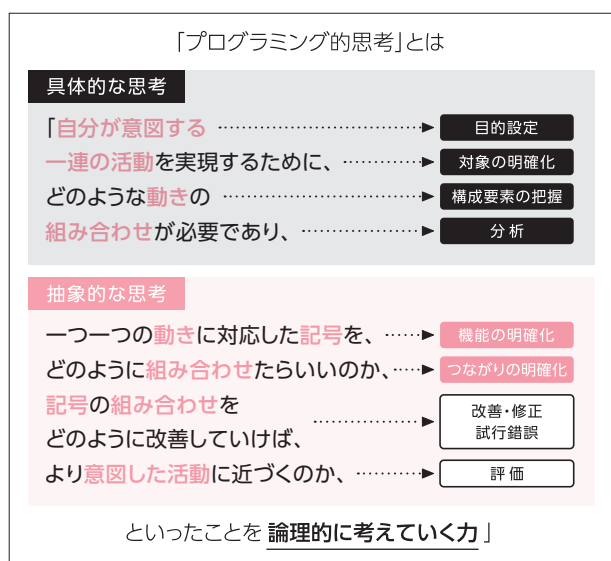 「プログラミング的思考」とは
具体的な思考
「自分が意図する
目的設定
一連の活動を実現するために、
対象の明確化
どのような動きの
構成要素の把握
組み合わせが必要であり、
分析
抽象的な思考
一つ一つの動きに対応した記号を、
機能の明確化
どのように組み合わせたらいいのか、
つながりの明確化
記号の組み合わせを
どのように改善していけば、
改善・修正
試行錯誤
より意図した活動に近づくのか、
評価
といったことを 論理的に考えていく力」